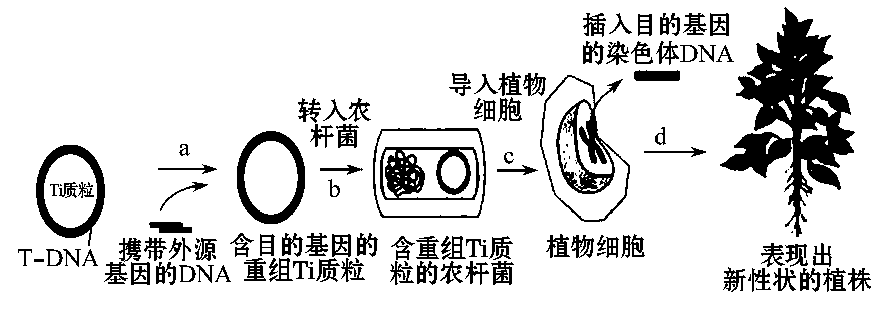 插入目的基因
的染色体DNA
导入植物
细胞
转入农
杆菌
a
b
c
d
Ti质粒
T-DNA
携带外源
基因的DNA
含目的基因的
重组Ti质粒
含重组Ti质
粒的农杆菌
植物细胞
表现出
新性状的植株